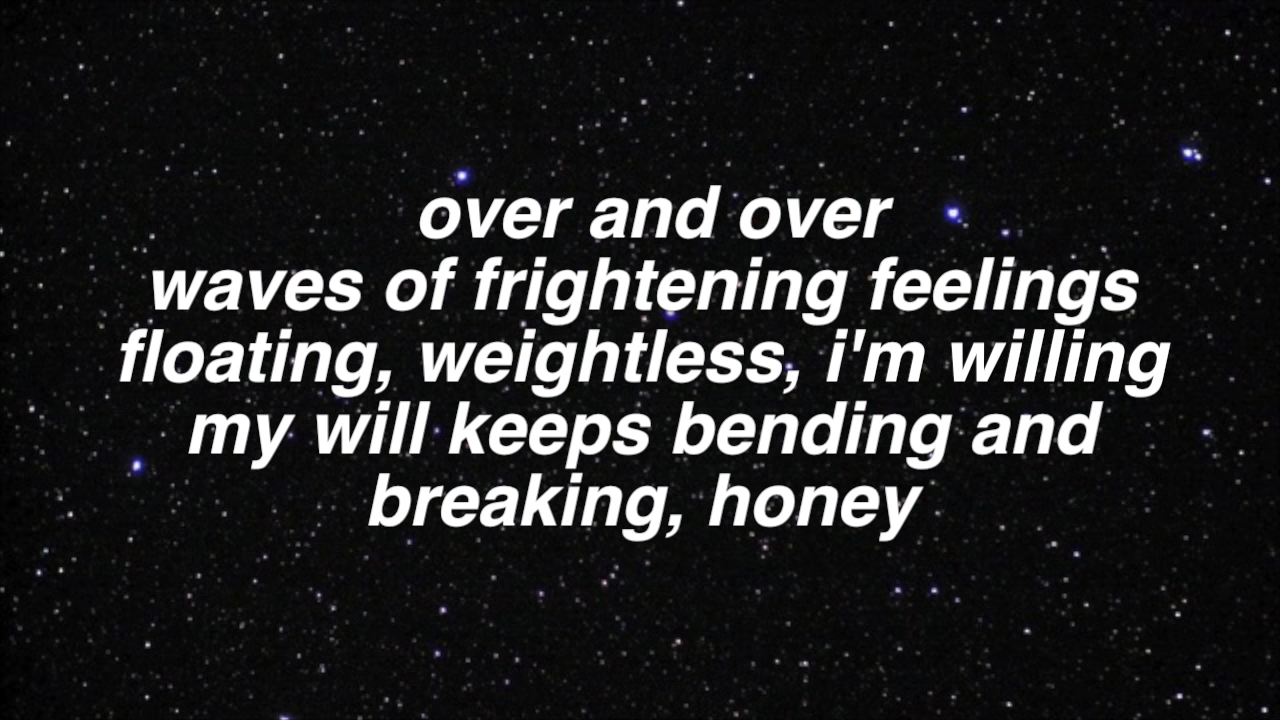 over and over
waves of frightening feelings
floating, weightless, i'm willing
my will keeps bending and
breaking, honey